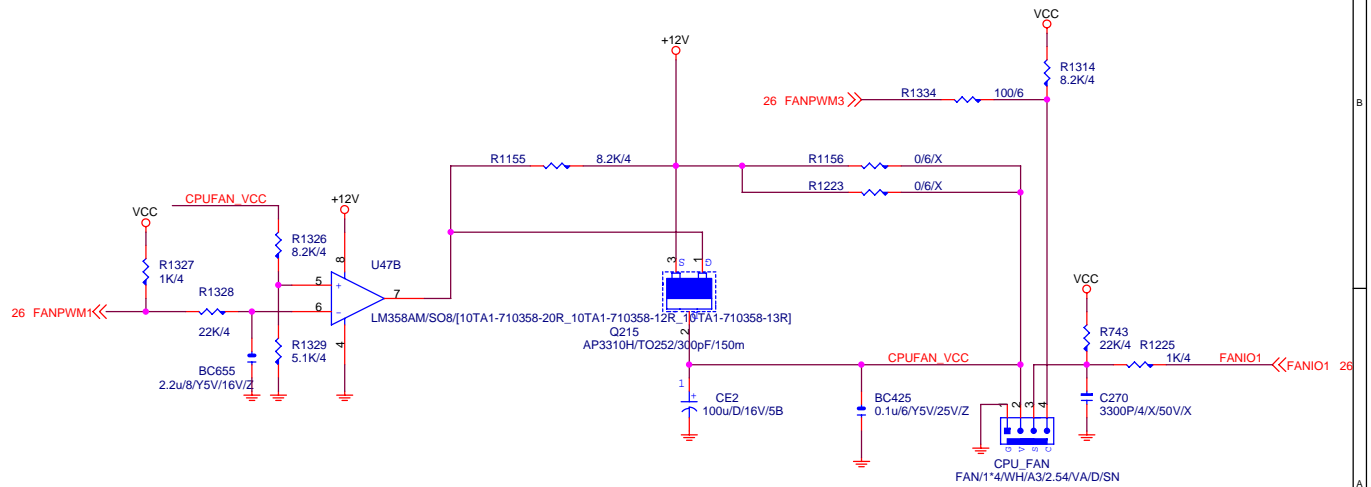 VCC
+12V
R1314
8.2K/4
26 FANPWM3
R1334
100/6
B
R1155
8.2K/4
R1156
0/6/X
R1223
0/6/X
CPUFAN_VCC
+12V
VCC
R1326
8.2K/4
8
U47B
3
S
1
G
R1327
1K/4
5
+
7
6
-
4
VCC
R1328
22K/4
26 FANPWM1
LM358AM/SO8/[10TA1-710358-20R_10TA1-710358-12R_10TA1-710358-13R]
Q215
AP3310H/TO252/300pF/150m
2
R1329
5.1K/4
BC655
2.2u/8/Y5V/16V/Z
R743
22K/4
R1225
1K/4
FANIO1
FANIO1 26
CPUFAN_VCC
1
+
CE2
100u/D/16V/5B
BC425
0.1u/6/Y5V/25V/Z
C270
3300P/4/X/50V/X
1
2
3
4
G
V
S
C
CPU_FAN
FAN/1*4/WH/A3/2.54/VA/D/SN
A